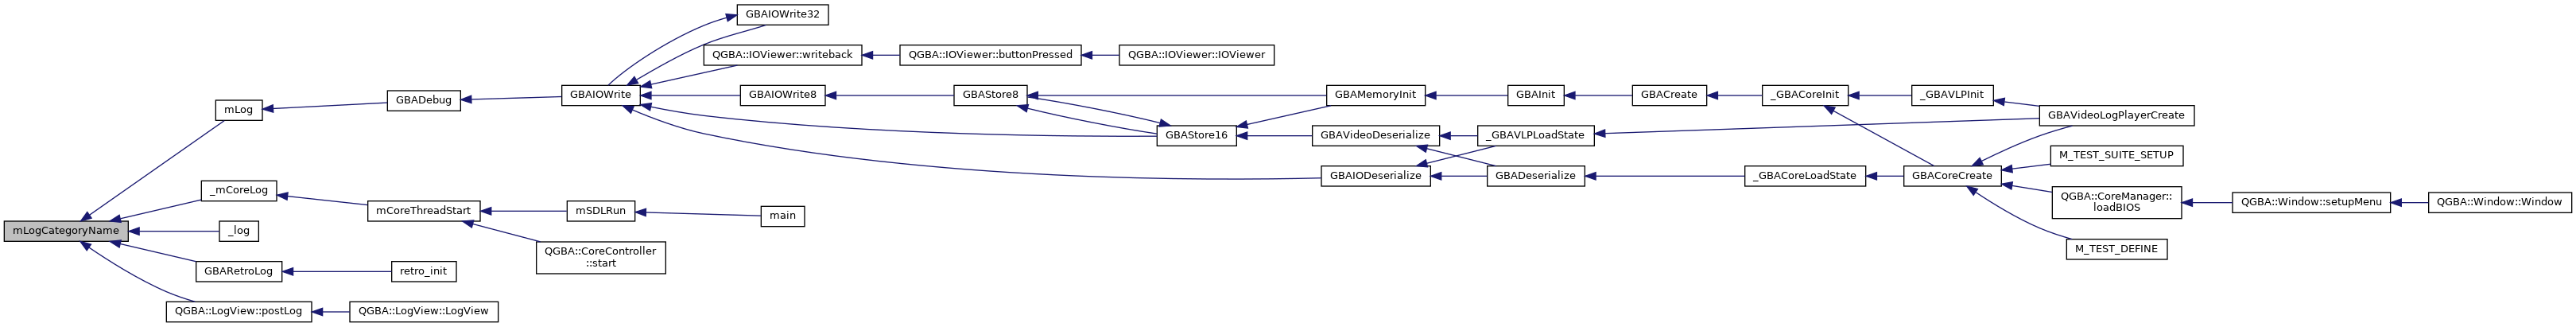 GBAIOWrite32
QGBA::IOViewer::writeback
QGBA::IOViewer::buttonPressed
QGBA::IOViewer::IOViewer
mLog
GBADebug
GBAIOWrite
GBAIOWrite8
GBAStore8
GBAMemoryInit
GBAInit
GBACreate
_GBACoreInit
_GBAVLPInit
GBAVideoLogPlayerCreate
GBAStore16
GBAVideoDeserialize
_GBAVLPLoadState
M_TEST_SUITE_SETUP
GBAIODeserialize
GBADeserialize
_GBACoreLoadState
GBACoreCreate
_mCoreLog
QGBA::CoreManager::
loadBIOS
QGBA::Window::setupMenu
QGBA::Window::Window
mCoreThreadStart
mSDLRun
main
mLogCategoryName
_log
M_TEST_DEFINE
QGBA::CoreController
::start
GBARetroLog
retro_init
QGBA::LogView::postLog
QGBA::LogView::LogView